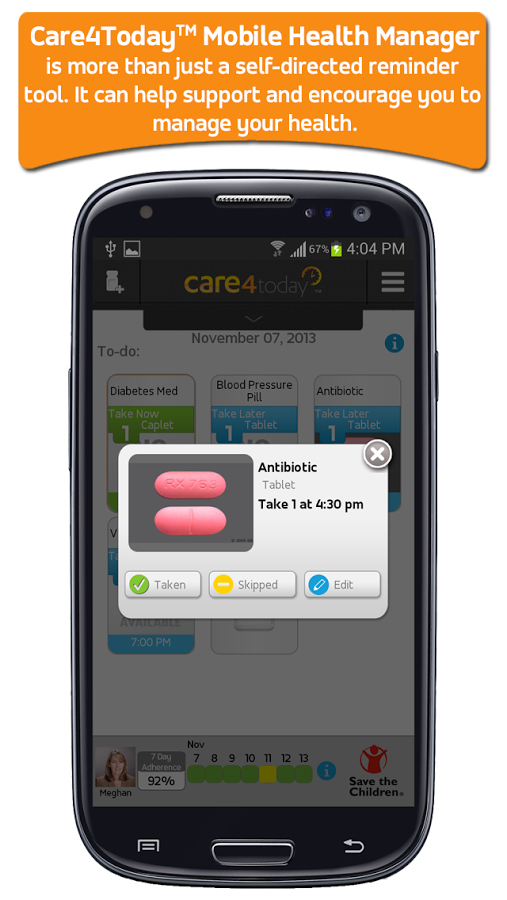 Care4Today™ Mobile Health Manager
is more than just a self-directed reminder
tool. It can help support and encourage you to
manage your health.
67% 4:04 PM
care4today™
November 07, 2013
To-do:
Diabetes Med
Blood Pressure
Pill
Antibiotic
Take Now
1 Caplet
Take Later
1 Tablet
Take Later
1 Tablet
Antibiotic
Tablet
Take 1 at 4:30 pm
RX 763
Taken
Skipped
Edit
AVAILABLE
7:00 PM
Nov
7 8 9 10 11 12 13
7 Day
Adherence
92%
Meghan
Save the
Children®